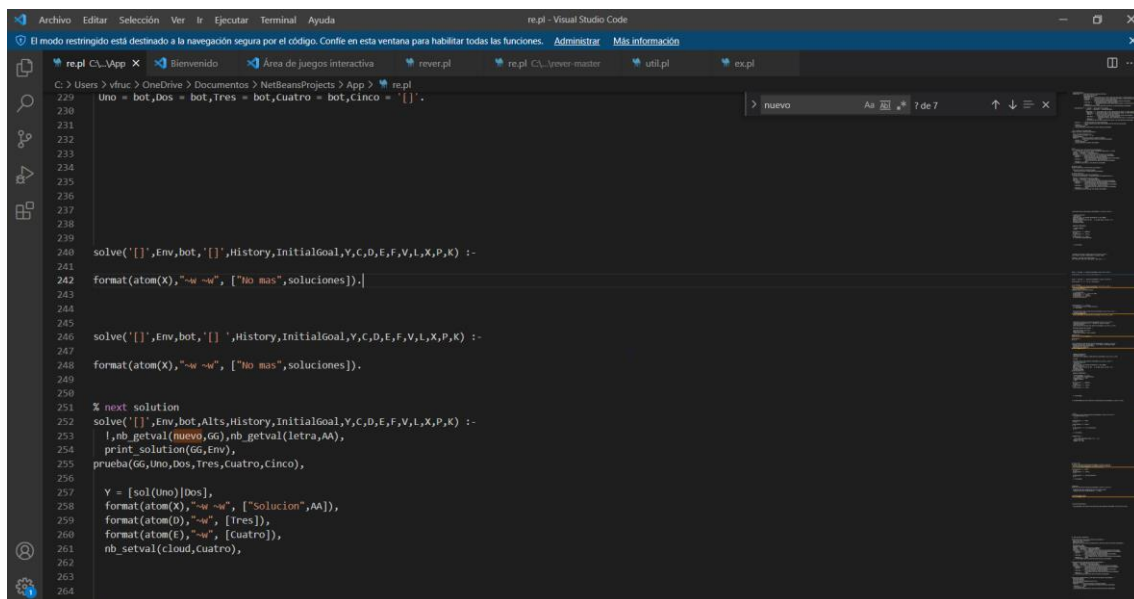 Archivo Editar Selección Ver Ir Ejecutar Terminal Ayuda re.pl - Visual Studio Code
El modo restringido está destinado a la navegación segura por el código. Confíe en esta ventana para habilitar todas las funciones. Administrar Más información
re.pl C:\...\App Bienvenido Área de juegos interactiva rever.pl re.pl C:\...\rever-master util.pl ex.pl
C: > Users > vfruc > OneDrive > Documentos > NetBeansProjects > App > re.pl
nuevo Aa ? de 7
229 Uno = bot,Dos = bot,Tres = bot,Cuatro = bot,Cinco = '[]'.
230
231
232
233
234
235
236
237
238
239
240 solve('[]',Env,bot,'[]',History,InitialGoal,Y,C,D,E,F,V,L,X,P,K) :-
241
242 format(atom(X),"~w ~w", ["No mas",soluciones]).
243
244
245
246 solve('[]',Env,bot,'[] ',History,InitialGoal,Y,C,D,E,F,V,L,X,P,K) :-
247
248 format(atom(X),"~w ~w", ["No mas",soluciones]).
249
250
251 % next solution
252 solve('[]',Env,bot,Alts,History,InitialGoal,Y,C,D,E,F,V,L,X,P,K) :-
253 !,nb_getval(nuevo,GG),nb_getval(letra,AA),
254 print_solution(GG,Env),
255 prueba(GG,Uno,Dos,Tres,Cuatro,Cinco),
256
257 Y = [sol(Uno)|Dos],
258 format(atom(X),"~w ~w", ["Solucion",AA]),
259 format(atom(D),"~w", [Tres]),
260 format(atom(E),"~w", [Cuatro]),
261 nb_setval(cloud,Cuatro),
262
263
264